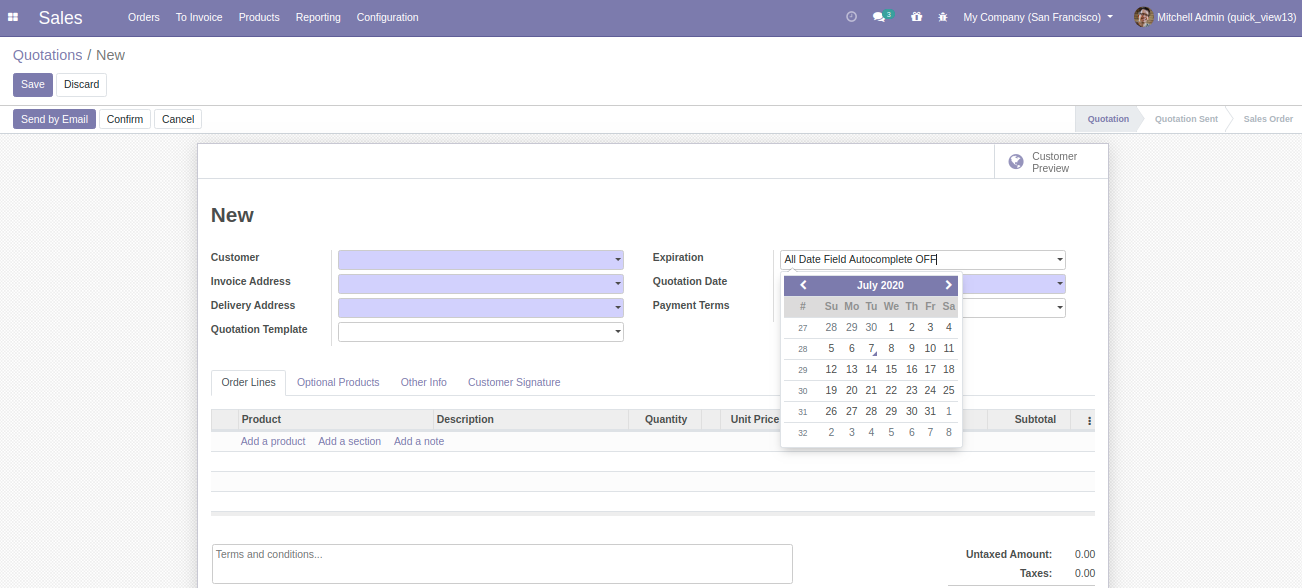 Sales Orders To Invoice Products Reporting Configuration 3 My Company (San Francisco) Mitchell Admin (quick_view13)
Quotations / New
Save Discard
Send by Email Confirm Cancel Quotation Quotation Sent Sales Order
Customer
Preview
New
Customer Expiration All Date Field Autocomplete OFF
Invoice Address Quotation Date
Delivery Address Payment Terms
Quotation Template
July 2020
# Su Mo Tu We Th Fr Sa
27 28 29 30 1 2 3 4
28 5 6 7 8 9 10 11
29 12 13 14 15 16 17 18
30 19 20 21 22 23 24 25
31 26 27 28 29 30 31 1
32 2 3 4 5 6 7 8
Order Lines Optional Products Other Info Customer Signature
Product Description Quantity Unit Price Subtotal
Add a product Add a section Add a note
Terms and conditions...
Untaxed Amount: 0.00
Taxes: 0.00